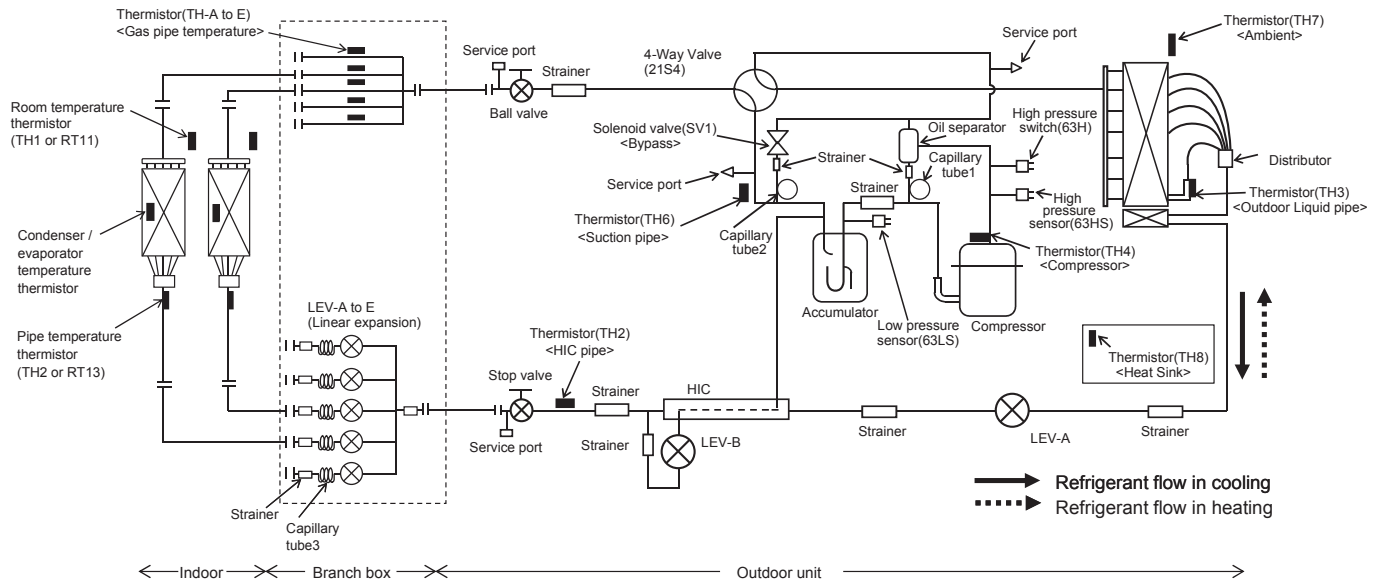 Thermistor(TH-A to E)
<Gas pipe temperature>
Service port
Strainer
Ball valve
4-Way Valve
(21S4)
Service port
Thermistor(TH7)
<Ambient>
Room temperature
thermistor
(TH1 or RT11)
Solenoid valve(SV1)
<Bypass>
Oil separator
High pressure
switch(63H)
Strainer
Capillary
tube1
Distributor
Service port
Strainer
High
pressure
sensor(63HS)
Thermistor(TH3)
<Outdoor Liquid pipe>
Thermistor(TH6)
<Suction pipe>
Capillary
tube2
Thermistor(TH4)
<Compressor>
Condenser /
evaporator
temperature
thermistor
Accumulator
Low pressure
sensor(63LS)
Compressor
LEV-A to E
(Linear expansion)
Pipe temperature
thermistor
(TH2 or RT13)
Thermistor(TH2)
<HIC pipe>
Thermistor(TH8)
<Heat Sink>
Stop valve
Strainer
HIC
Service port
Strainer
LEV-B
Strainer
LEV-A
Strainer
Refrigerant flow in cooling
Refrigerant flow in heating
Strainer
Capillary
tube3
Indoor
Branch box
Outdoor unit